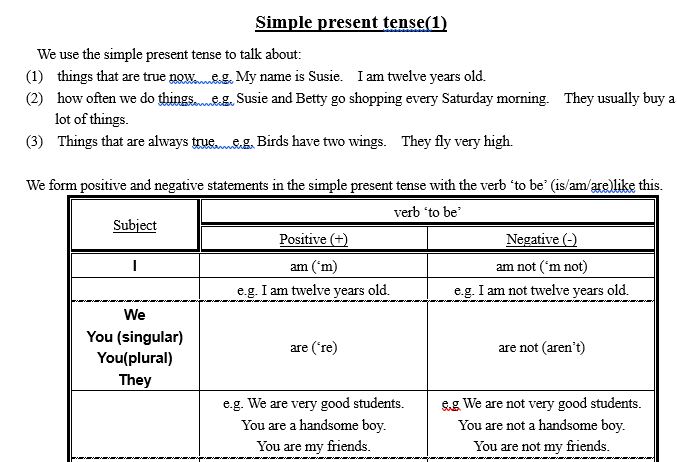 Simple present tense(1)
We use the simple present tense to talk about:
(1) things that are true now. e.g. My name is Susie. I am twelve years old.
(2) how often we do things. e.g. Susie and Betty go shopping every Saturday morning. They usually buy a
lot of things.
(3) Things that are always true. e.g. Birds have two wings. They fly very high.
We form positive and negative statements in the simple present tense with the verb ‘to be’ (is/am/are)like this.
Subject
verb ‘to be’
Positive (+)
Negative (-)
I
am (‘m)
am not (‘m not)
e.g. I am twelve years old.
e.g. I am not twelve years old.
We
You (singular)
You(plural)
They
are (‘re)
are not (aren’t)
e.g. We are very good students.
You are a handsome boy.
You are my friends.
e.g We are not very good students.
You are not a handsome boy.
You are not my friends.